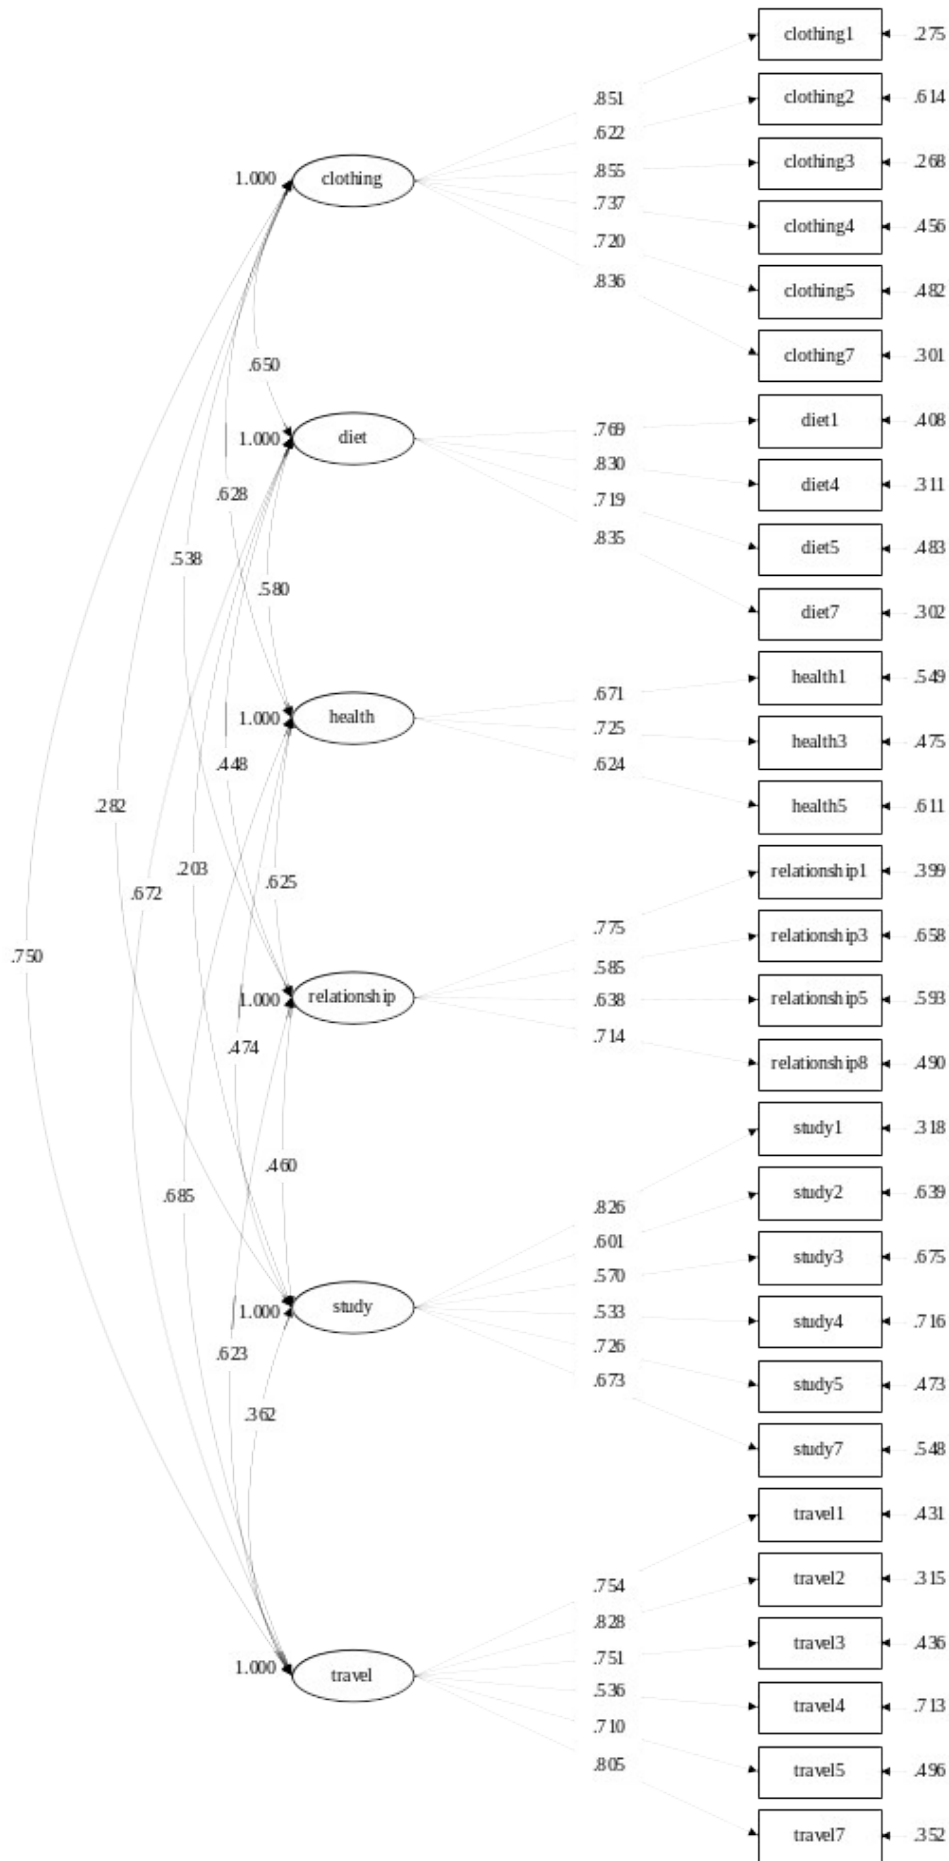 clothing1 .275
.851
clothing2 .614
.622
clothing3 .268
.855
1.000 clothing
.737
clothing4 .456
.720
.836
clothing5 .482
clothing7 .301
.650
diet1 .408
.769
1.000 diet
.830
diet4 .311
.628
.719
.835
diet5 .483
.538
.580
diet7 .302
health1 .549
.671
1.000 health
.725
health3 .475
.448
.624
.282
health5 .611
.203
relationship1 .399
.625
.672
.775
relationship3 .658
.750
.585
1.000 relationship
.638
relationship5 .593
.714
.474
relationship8 .490
study1 .318
.460
.685
study2 .639
.826
.601
study3 .675
.570
1.000 study
.533
study4 .716
.726
.623
.673
study5 .473
.362
study7 .548
travel1 .431
travel2 .315
.754
.828
travel3 .436
.751
1.000 travel
.536
travel4 .713
.710
.805
travel5 .496
travel7 .352